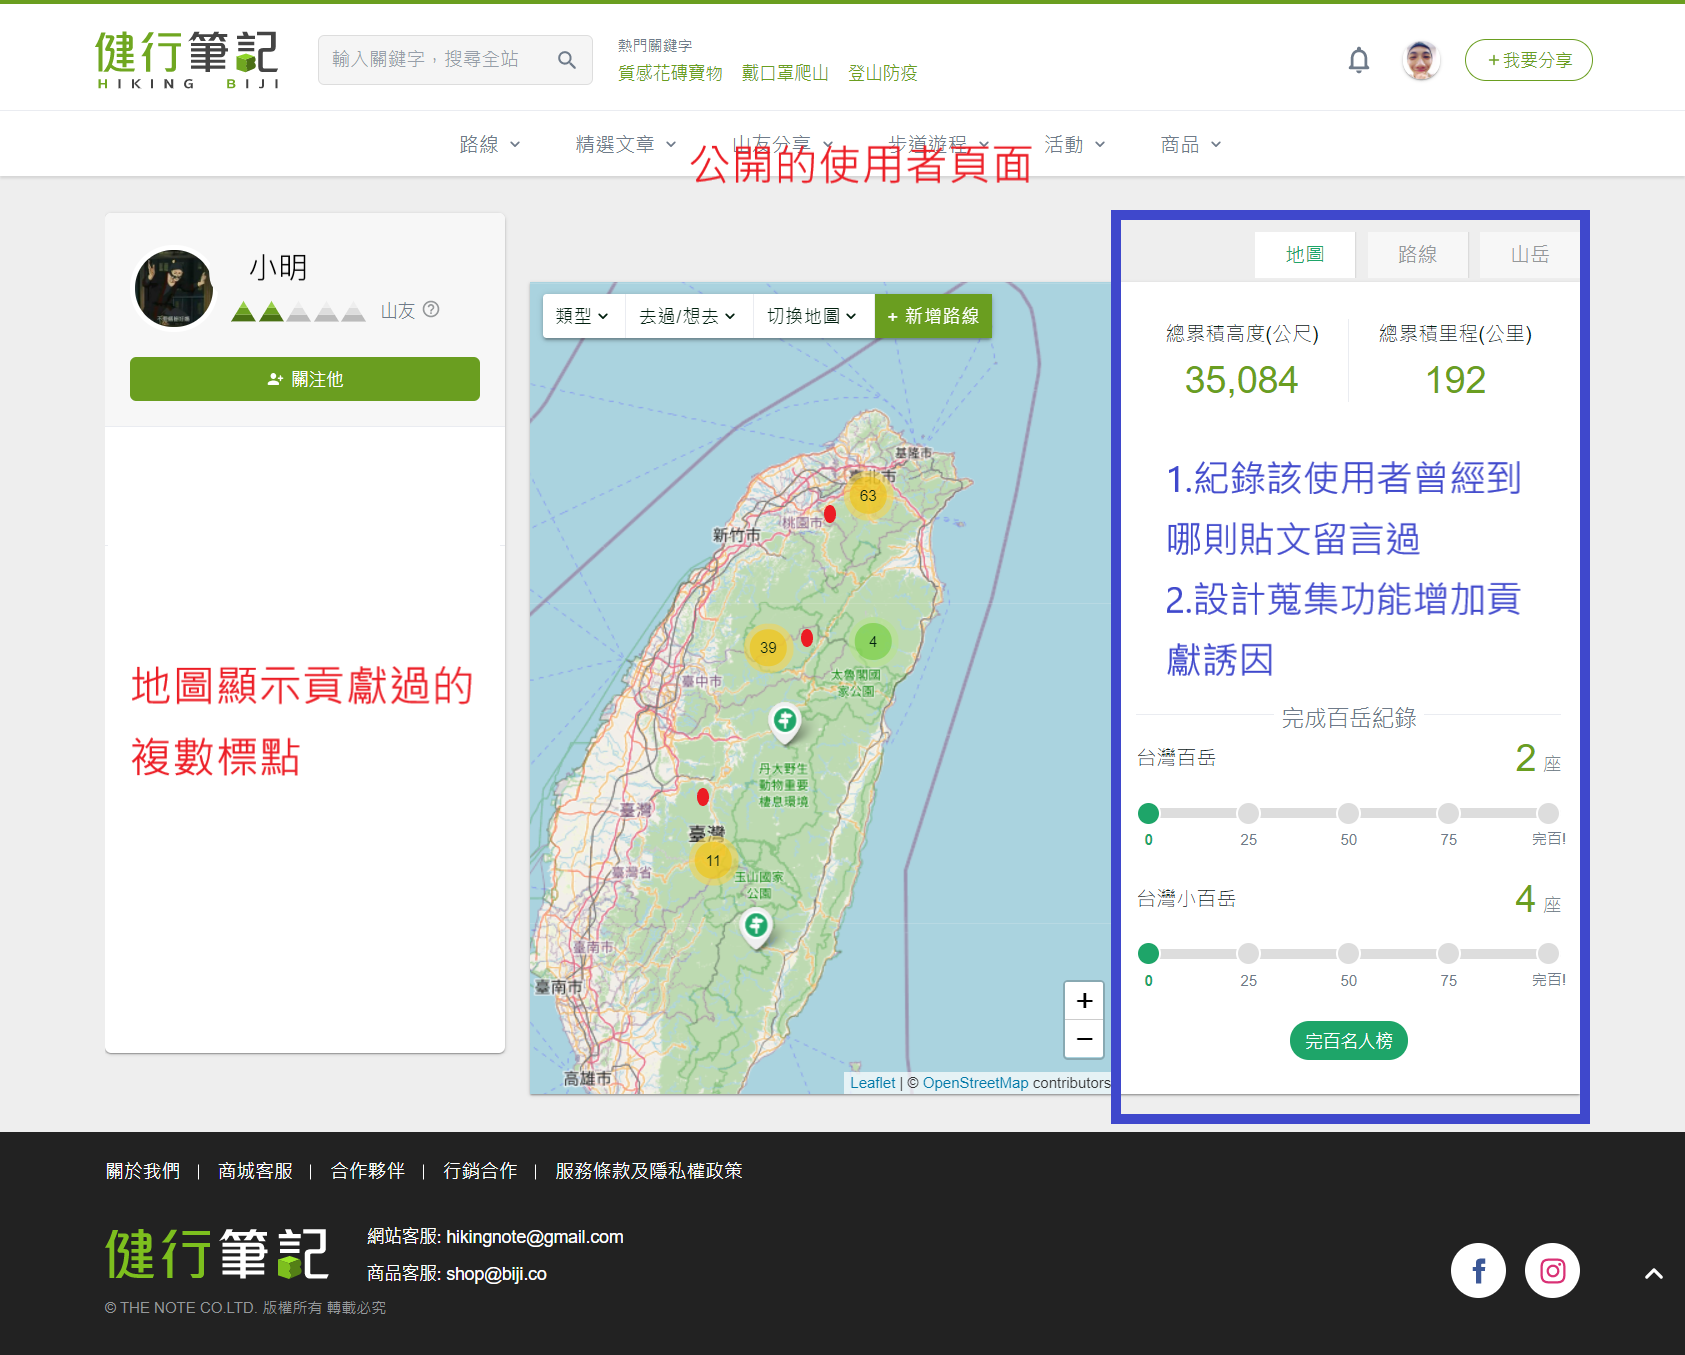 健行筆記
HIKING BIJI
輸入關鍵字，搜尋全站
熱門關鍵字
質感花磚寶物 戴口罩爬山 登山防疫
+我要分享
路線 精選文章 山友分享 步道遊程 活動 商品
公開的使用者頁面
小明
山友
關注他
地圖顯示貢獻過的
複數標點
類型 去過/想去 切換地圖 + 新增路線
基隆市
臺北市
63
桃園市
新竹市
39
4
臺中市
太魯閣國
家公園
丹大野生
動物重要
棲息環境
臺灣
臺灣
11
臺灣省
玉山國家
公園
臺南市
臺南市
高雄市
+
−
Leaflet | © OpenStreetMap contributors
地圖 路線 山岳
總累積高度(公尺) 總累積里程(公里)
35,084 192
1.紀錄該使用者曾經到
哪則貼文留言過
2.設計蒐集功能增加貢
獻誘因
完成百岳紀錄
台灣百岳 2 座
0 25 50 75 完百!
台灣小百岳 4 座
0 25 50 75 完百!
完百名人榜
關於我們 | 商城客服 | 合作夥伴 | 行銷合作 | 服務條款及隱私權政策
健行筆記
網站客服: hikingnote@gmail.com
商品客服: shop@biji.co
© THE NOTE CO.LTD. 版權所有 轉載必究